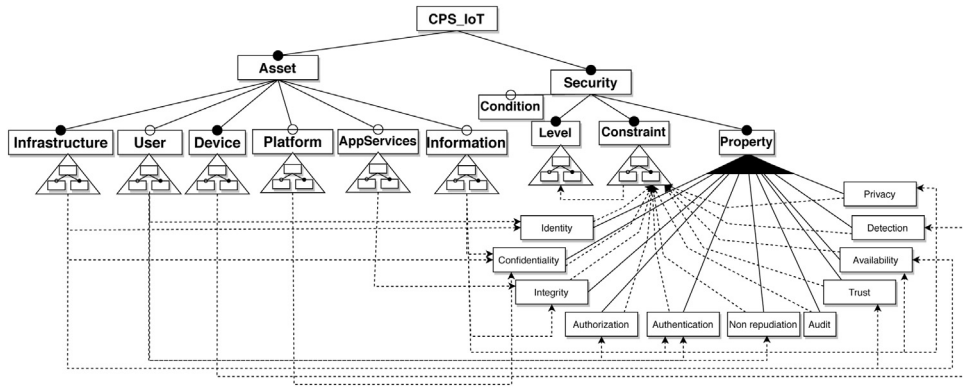 CPS_IoT
Asset
Security
Condition
Infrastructure
User
Device
Platform
AppServices
Information
Level
Constraint
Property
Privacy
Identity
Detection
Confidentiality
Availability
Integrity
Trust
Authorization
Authentication
Non repudiation
Audit